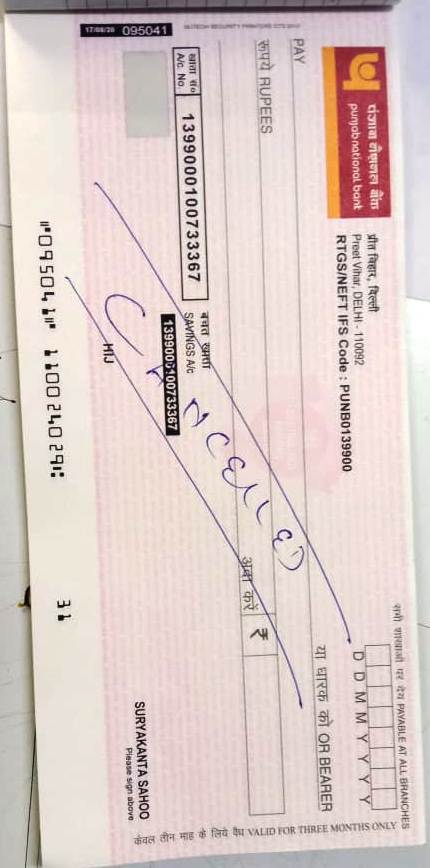 पंजाब नैशनल बैंक
punjab national bank
प्रीत विहार, दिल्ली
Preet Vihar, DELHI - 110092
RTGS/NEFT IFS Code : PUNB0139900
सभी शाखाओं पर देय PAYABLE AT ALL BRANCHES
D D M M Y Y Y Y
PAY
या धारक को OR BEARER
रूपये RUPEES
अदा करें ₹
खाता सं०
A/c. No.
1399000100733367
बचत खाता
SAVINGS A/c
1399000100733367
CANCELLED
HIJ
SURYAKANTA SAHOO
Please sign above
केवल तीन माह के लिये वैध VALID FOR THREE MONTHS ONLY
17/08/20 095041
⑈095041⑈ 110024029⑆ 31